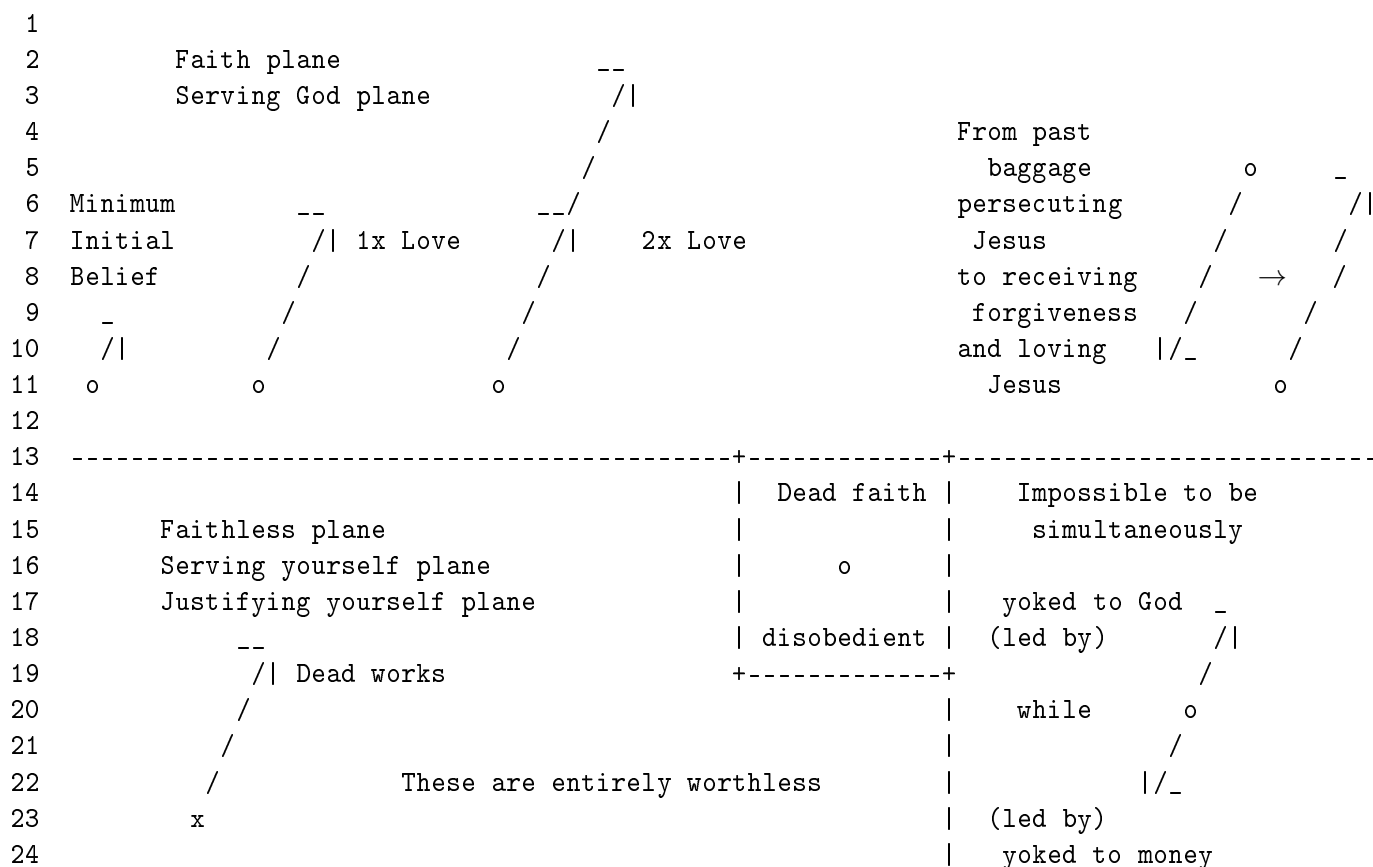 1
2         Faith plane                 __
3         Serving God plane            /|
4                                     /                       From past
5                                    /                          baggage          o     _
6  Minimum        __              __/                         persecuting       /       /|
7  Initial         /| 1x Love      /|    2x Love               Jesus           /       /
8  Belief         /               /                           to receiving    /   →   /
9    _           /               /                             forgiveness   /       /
10   /|         /               /                             and loving   |/_      /
11  o          o               o                                Jesus              o
12
13 --------------------------------------------+-------------+----------------------------
14                                             |  Dead faith |    Impossible to be
15       Faithless plane                       |             |     simultaneously
16       Serving yourself plane                |      o      |
17       Justifying yourself plane             |             |   yoked to God  _
18            __                               | disobedient |  (led by)       /|
19             /| Dead works                   +-------------+                /
20            /                                              |    while      o
21           /                                               |              /
22          /            These are entirely worthless        |            |/_
23         x                                                 |  (led by)
24                                                           |   yoked to money